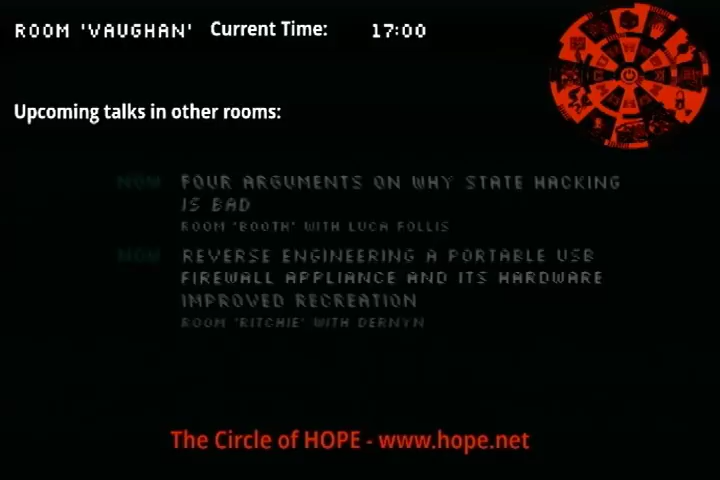 ROOM 'VAUGHAN' Current Time: 17:00
Upcoming talks in other rooms:
NOW FOUR ARGUMENTS ON WHY STATE HACKING
IS BAD
ROOM 'BOOTH' WITH LUCA FOLLIS
NOW REVERSE ENGINEERING A PORTABLE USB
FIREWALL APPLIANCE AND ITS HARDWARE
IMPROVED RECREATION
ROOM 'RITCHIE' WITH DERNYN
The Circle of HOPE - www.hope.net